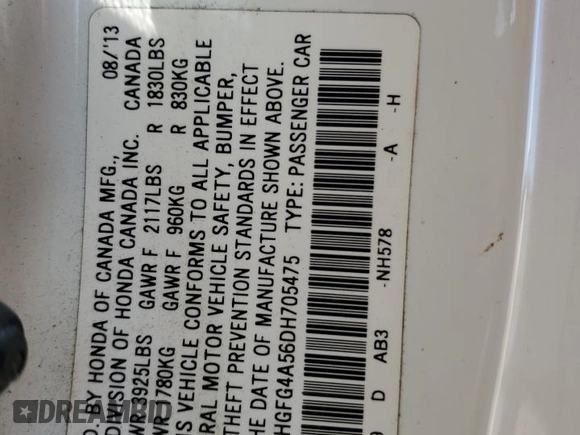 D. BY HONDA OF CANADA MFG., 08/'13
DIVISION OF HONDA CANADA INC. CANADA
3925LBS GAWR F 2117LBS R 1830LBS
1780KG GAWR F 960KG R 830KG
VEHICLE CONFORMS TO ALL APPLICABLE
RAL MOTOR VEHICLE SAFETY, BUMPER,
THEFT PREVENTION STANDARDS IN EFFECT
HE DATE OF MANUFACTURE SHOWN ABOVE.
HGFG4A56DH705475 TYPE: PASSENGER CAR
D AB3 -NH578 -A -H
DREAMBID